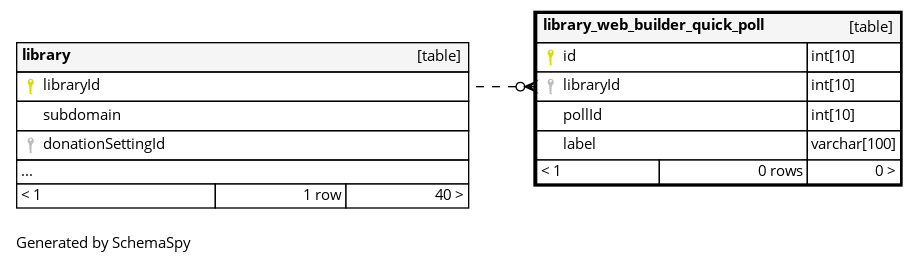 library [table]
libraryId
subdomain
donationSettingId
...
< 1 1 row 40 >
library_web_builder_quick_poll [table]
id int[10]
libraryId int[10]
pollId int[10]
label varchar[100]
< 1 0 rows 0 >
Generated by SchemaSpy